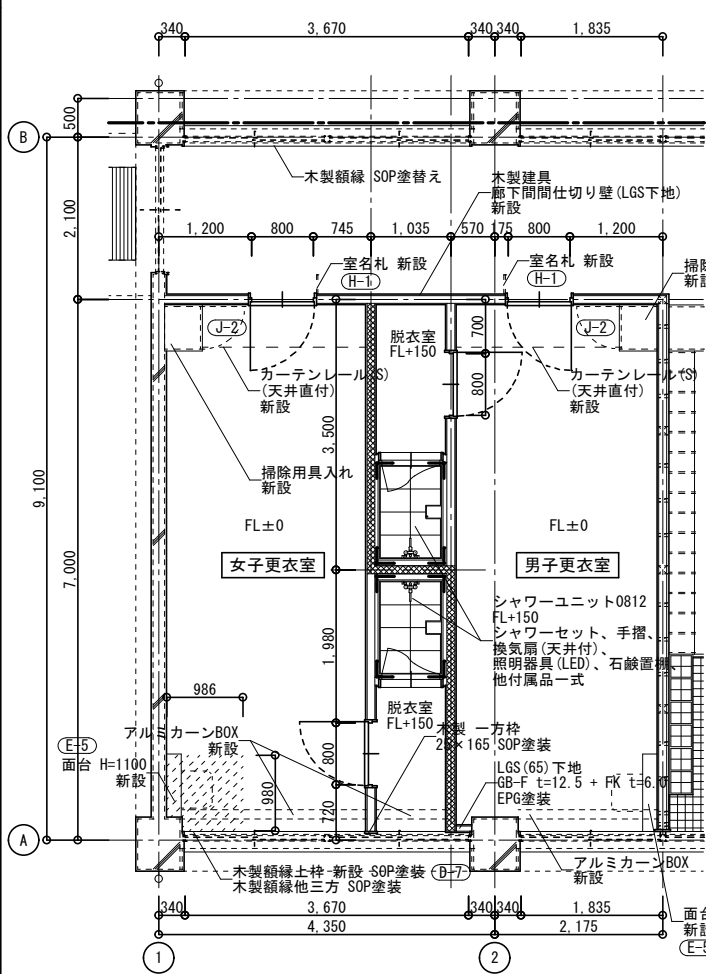 340
3,670
340
340
1,835
500
B
木製額縁 SOP塗替え
木製建具
廊下間間仕切り壁(LGS下地)
新設
2,100
1,200
800
745
1,035
570
175
800
1,200
室名札 新設
H-1
室名札 新設
H-1
掃除
新設
J-2
脱衣室
FL+150
700
J-2
カーテンレール(S)
(天井直付)
新設
800
カーテンレール(S)
(天井直付)
新設
3,500
掃除用具入れ
新設
9,100
7,000
FL±0
FL±0
女子更衣室
男子更衣室
シャワーユニット0812
FL+150
シャワーセット、手摺、
換気扇(天井付)、
照明器具(LED)、石鹸置棚、
他付属品一式
1,980
986
脱衣室
FL+150
アルミカーンBOX
新設
木製 一方枠
25×165 SOP塗装
E-5
面台 H=1100
新設
800
980
LGS(65)下地
GB-F t=12.5 + FK t=6.0
EPG塗装
720
A
木製額縁上枠 新設 SOP塗装
D-7
木製額縁他三方 SOP塗装
アルミカーンBOX
新設
340
3,670
340
340
1,835
面台
新設
E-5
4,350
2,175
1
2